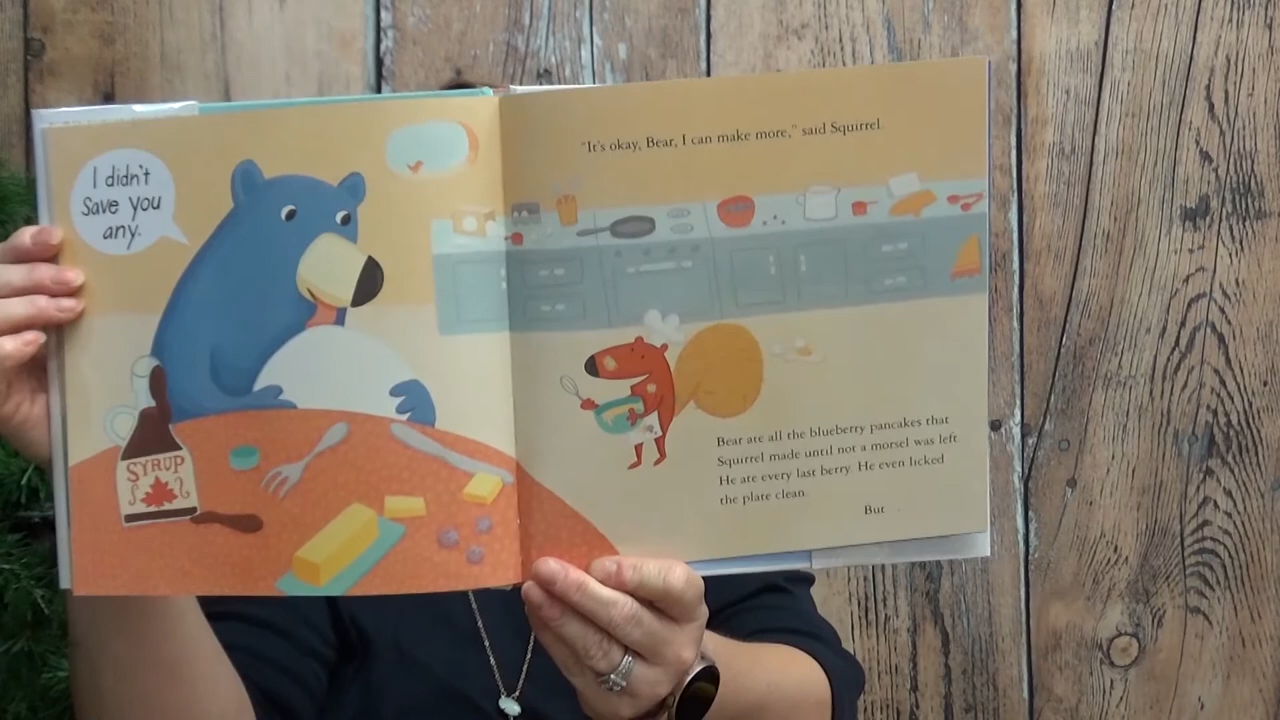 I didn't
save you
any.
SYRUP
"It's okay, Bear, I can make more," said Squirrel.
Bear ate all the blueberry pancakes that
Squirrel made until not a morsel was left.
He ate every last berry. He even licked
the plate clean.
But